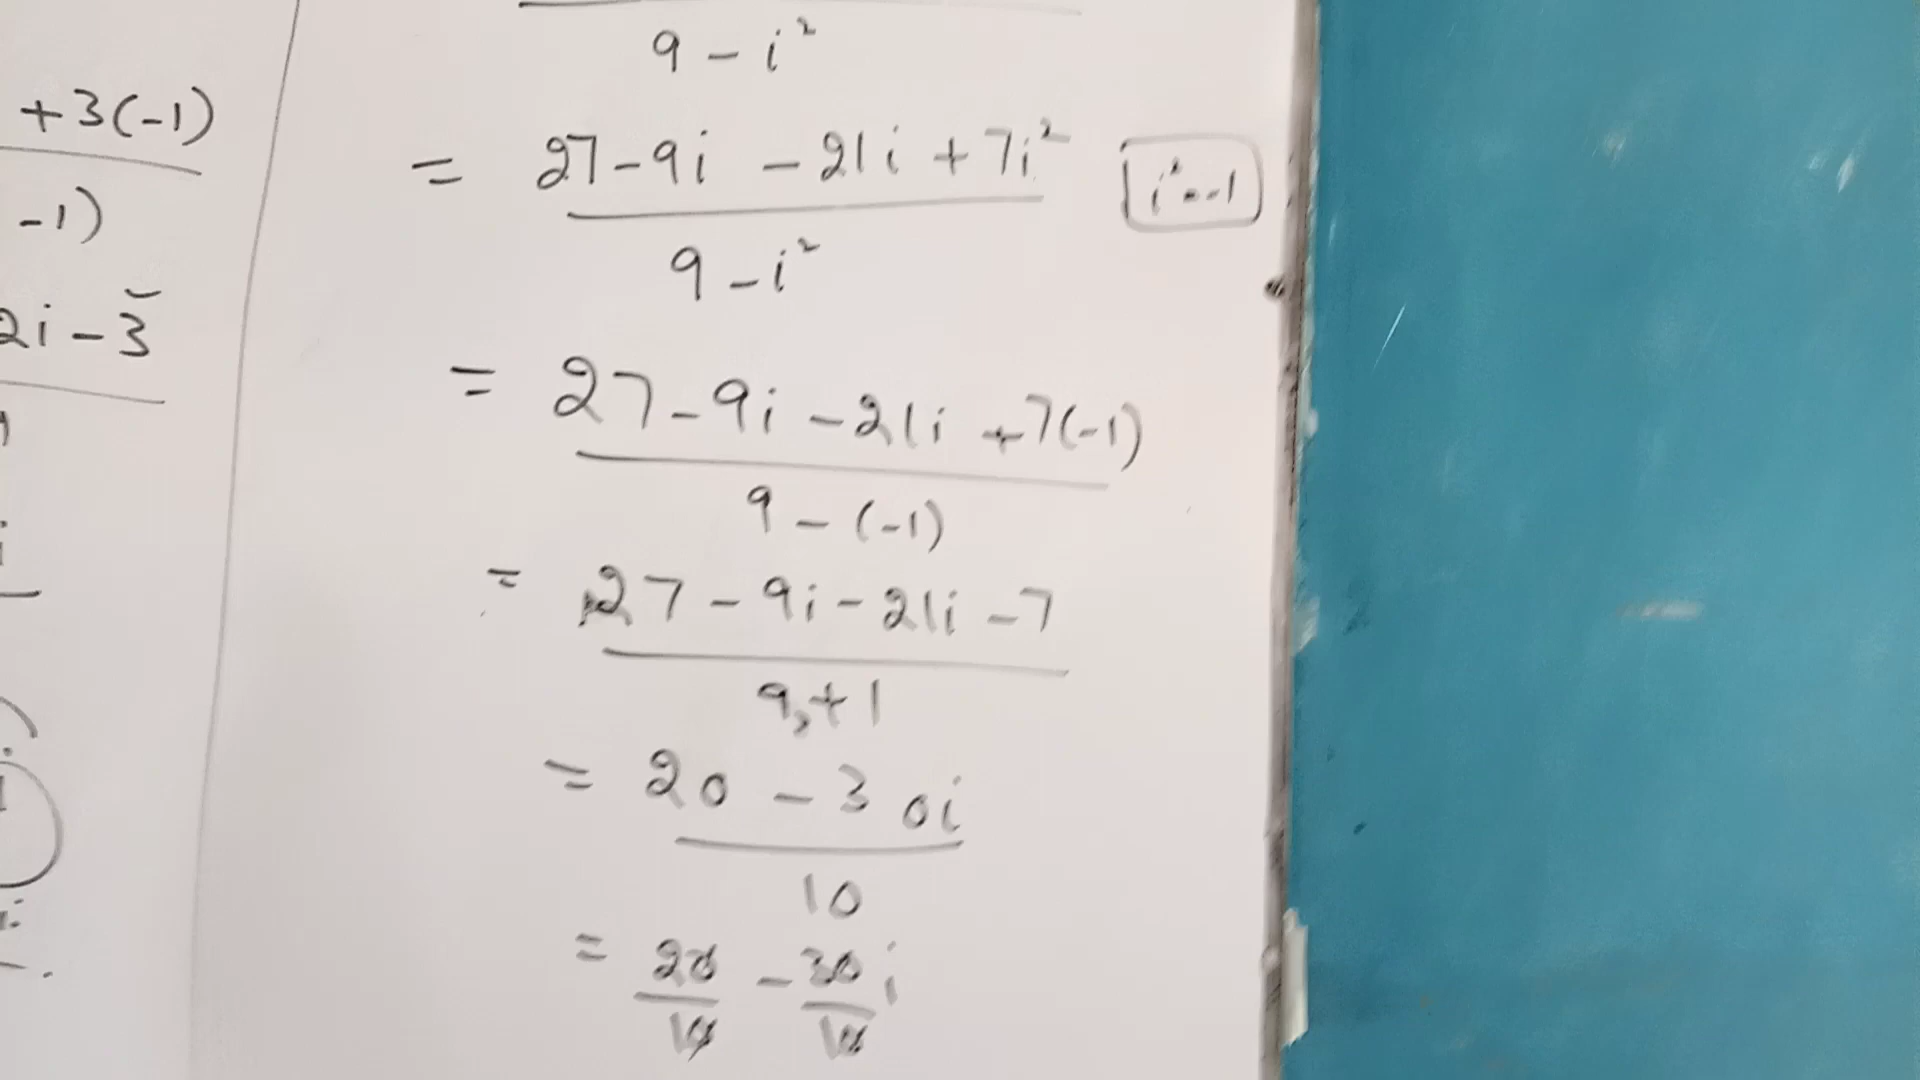 +3(-1)
-1)
2i - 3
9 - i²
= 27 - 9i - 21i + 7i²
i² = -1
9 - i²
= 27 - 9i - 21i + 7(-1)
9 - (-1)
= 27 - 9i - 21i - 7
9 + 1
= 20 - 30i
10
= 20 - 30 i
10 10